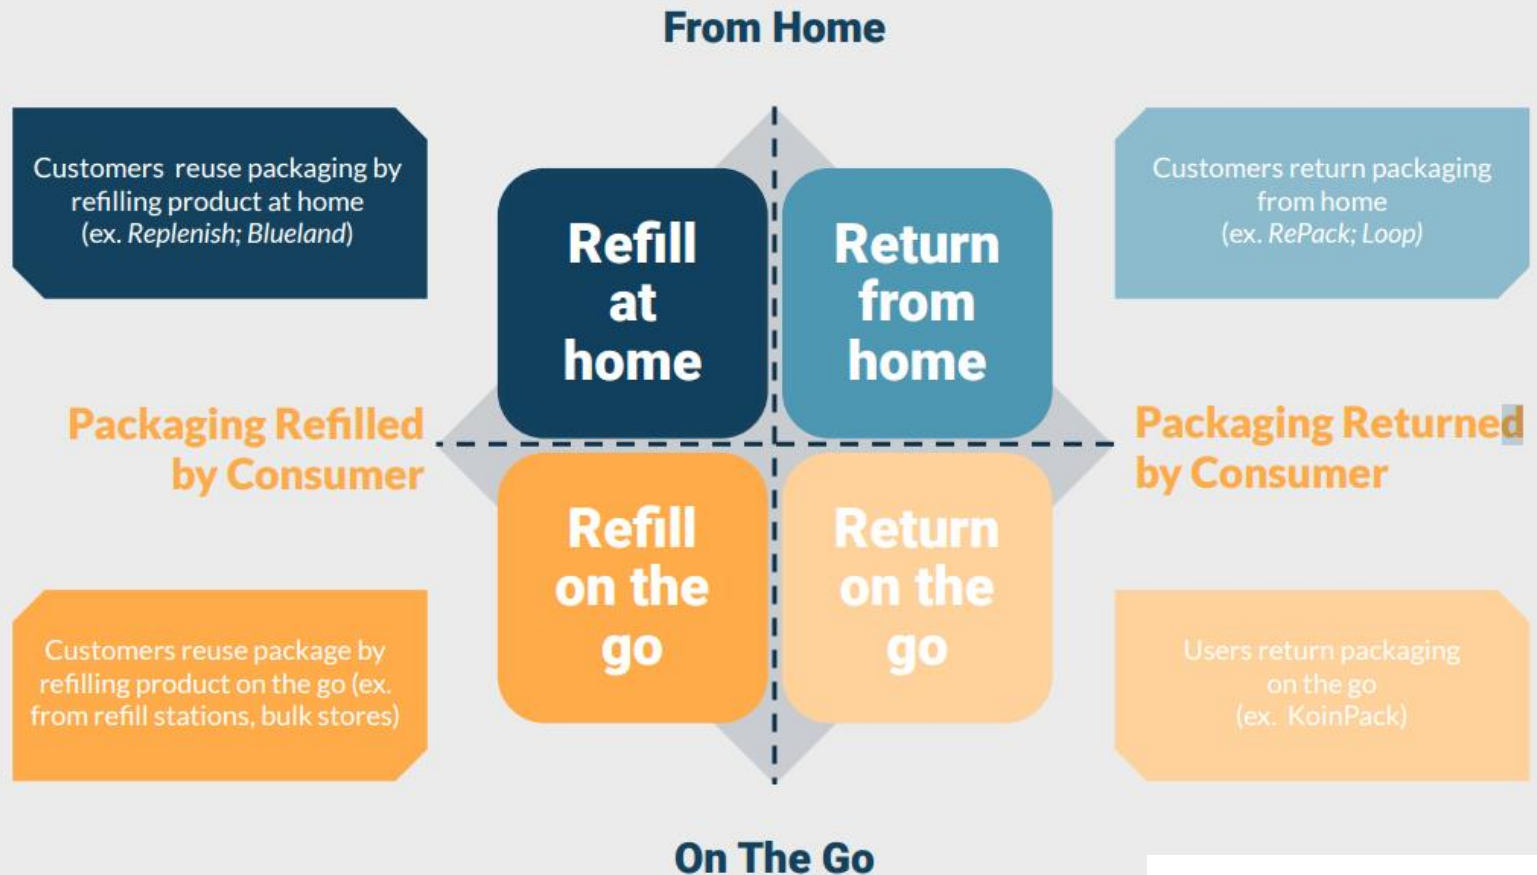 From Home
Customers reuse packaging by
refilling product at home
(ex. Replenish; Blueland)
Refill
at
home
Return
from
home
Customers return packaging
from home
(ex. RePack; Loop)
Packaging Refilled
by Consumer
Packaging Returned
by Consumer
Customers reuse package by
refilling product on the go (ex.
from refill stations, bulk stores)
Refill
on the
go
Return
on the
go
Users return packaging
on the go
(ex. KoinPack)
On The Go